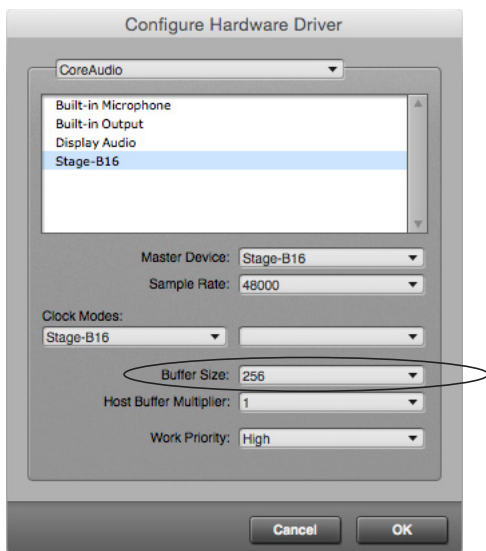 Configure Hardware Driver
CoreAudio
Built-in Microphone
Built-in Output
Display Audio
Stage-B16
Master Device: Stage-B16
Sample Rate: 48000
Clock Modes:
Stage-B16
Buffer Size: 256
Host Buffer Multiplier: 1
Work Priority: High
Cancel OK